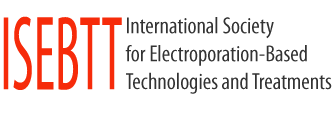 ISEBTT
International Society
for Electroporation-Based
Technologies and Treatments